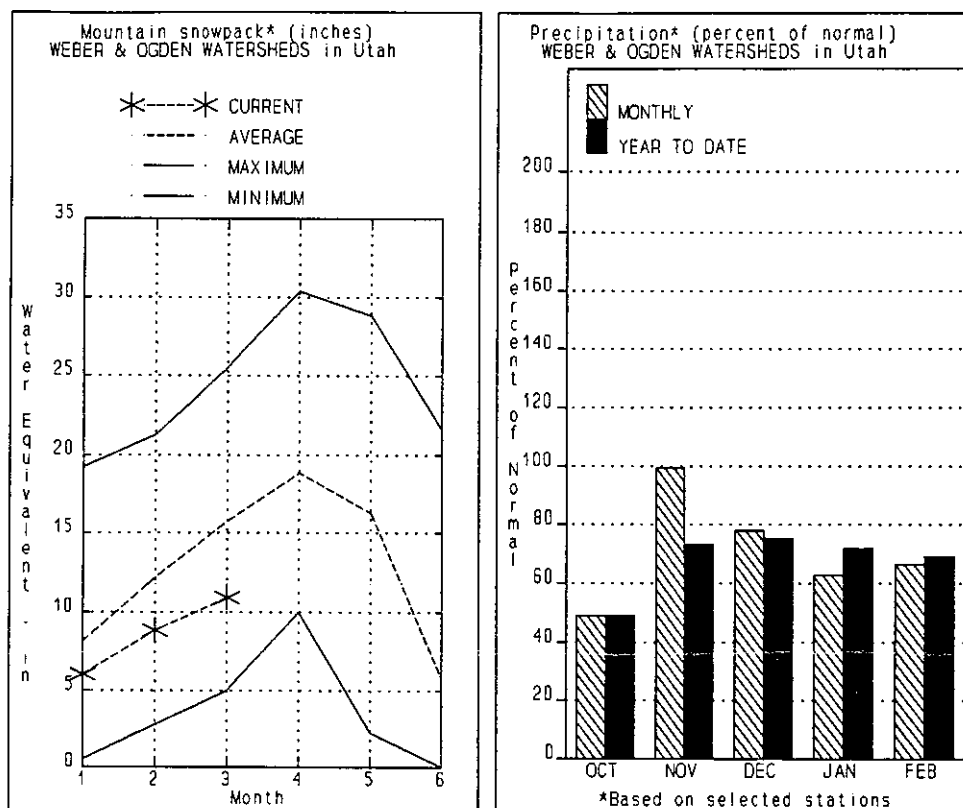 Mountain snowpack* (inches)
WEBER & OGDEN WATERSHEDS in Utah
CURRENT
AVERAGE
MAXIMUM
MINIMUM
35
30
25
20
15
10
5
0
Water Equivalent - in
1 2 3 4 5 6
Month
Precipitation* (percent of normal)
WEBER & OGDEN WATERSHEDS in Utah
MONTHLY
YEAR TO DATE
200
180
160
140
120
100
80
60
40
20
0
Percent of Normal
OCT NOV DEC JAN FEB
*Based on selected stations